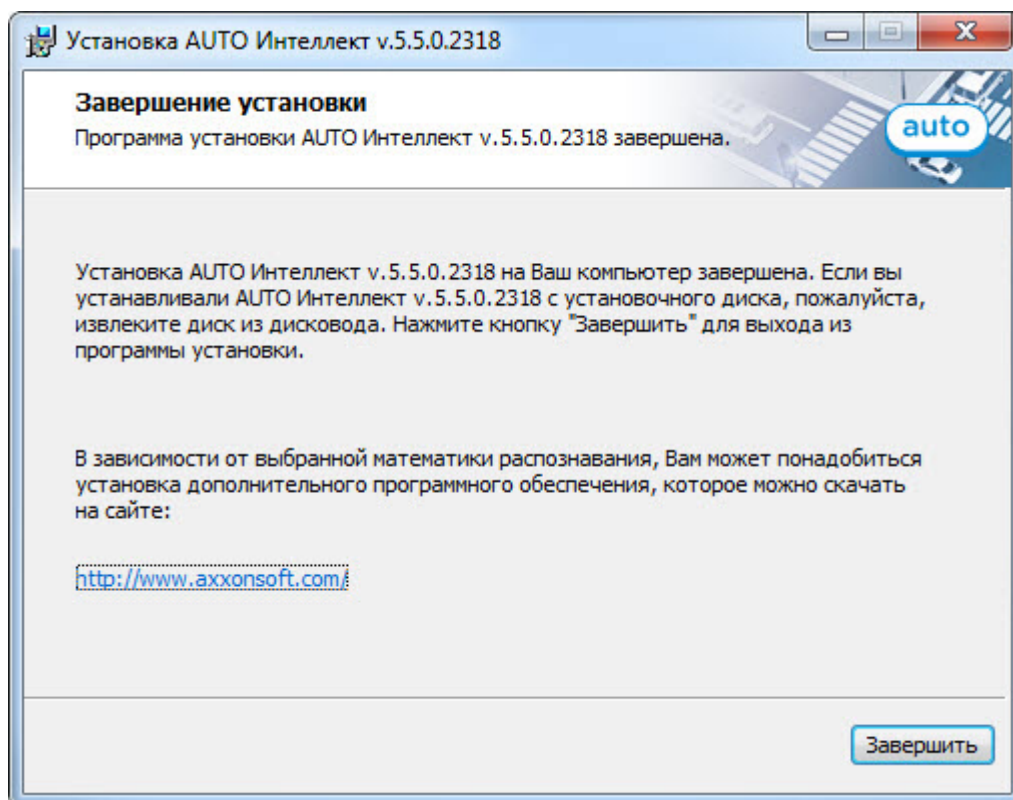 Установка AUTO Интеллект v.5.5.0.2318
Завершение установки
Программа установки AUTO Интеллект v.5.5.0.2318 завершена.
auto
Установка AUTO Интеллект v.5.5.0.2318 на Ваш компьютер завершена. Если вы
устанавливали AUTO Интеллект v.5.5.0.2318 с установочного диска, пожалуйста,
извлеките диск из дисковода. Нажмите кнопку "Завершить" для выхода из
программы установки.
В зависимости от выбранной математики распознавания, Вам может понадобиться
установка дополнительного программного обеспечения, которое можно скачать
на сайте:
http://www.axxonsoft.com/
Завершить